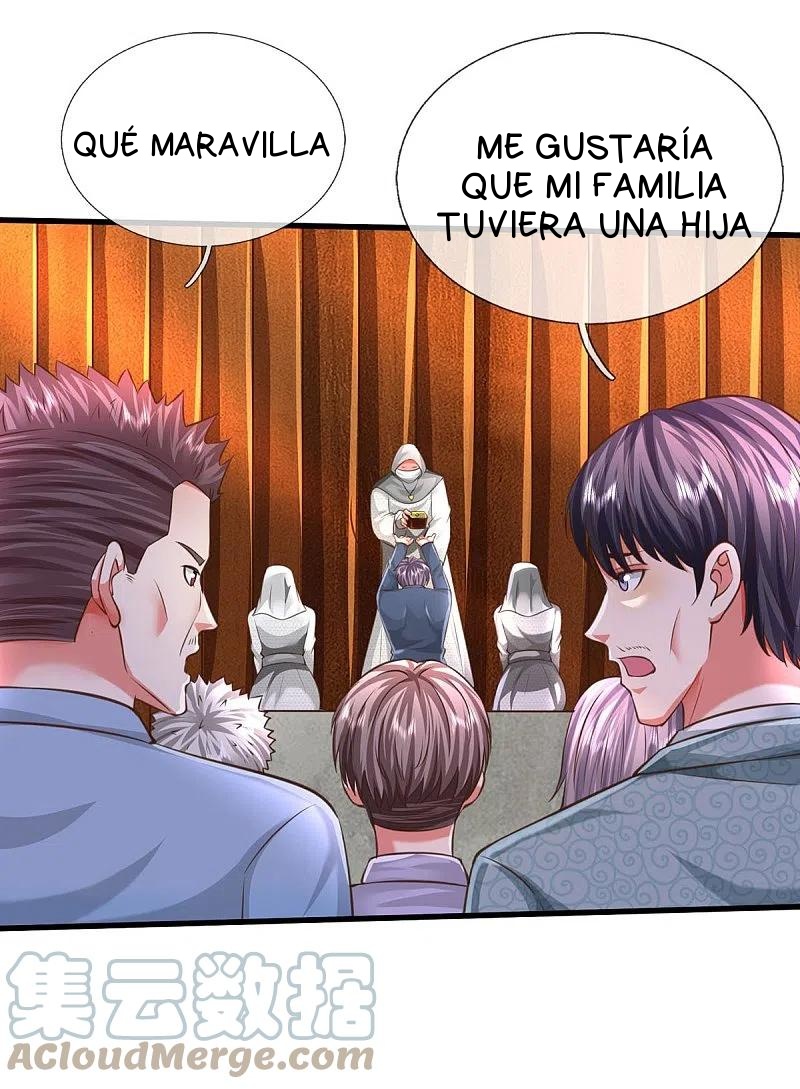 QUÉ MARAVILLA
ME GUSTARÍA
QUE MI FAMILIA
TUVIERA UNA HIJA
集云数据
ACloudMerge.com